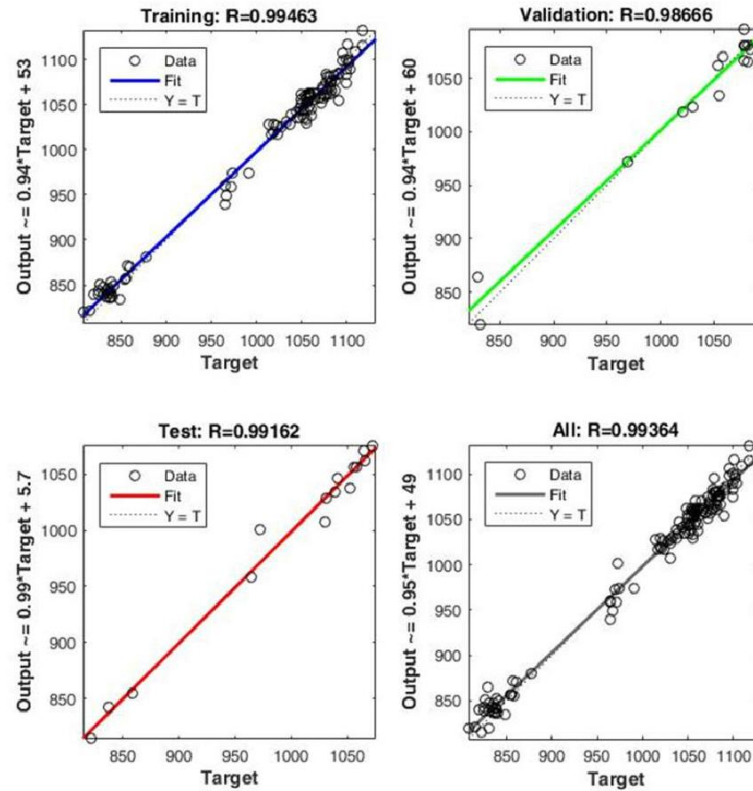 Training: R=0.99463
Output ~= 0.94*Target + 53
1100
1050
1000
950
900
850
Data
Fit
Y = T
850 900 950 1000 1050 1100
Target
Validation: R=0.98666
Output ~= 0.94*Target + 60
1050
1000
950
900
850
Data
Fit
Y = T
850 900 950 1000 1050
Target
Test: R=0.99162
Output ~= 0.99*Target + 5.7
1050
1000
950
900
850
Data
Fit
Y = T
850 900 950 1000 1050
Target
All: R=0.99364
Output ~= 0.95*Target + 49
1100
1050
1000
950
900
850
Data
Fit
Y = T
850 900 950 1000 1050 1100
Target